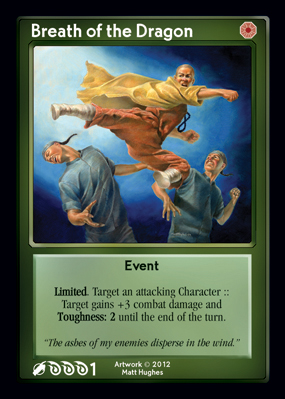 Breath of the Dragon
Event
Limited. Target an attacking Character ::
Target gains +3 combat damage and
Toughness: 2 until the end of the turn.
"The ashes of my enemies disperse in the wind."
1
Artwork © 2012
Matt Hughes